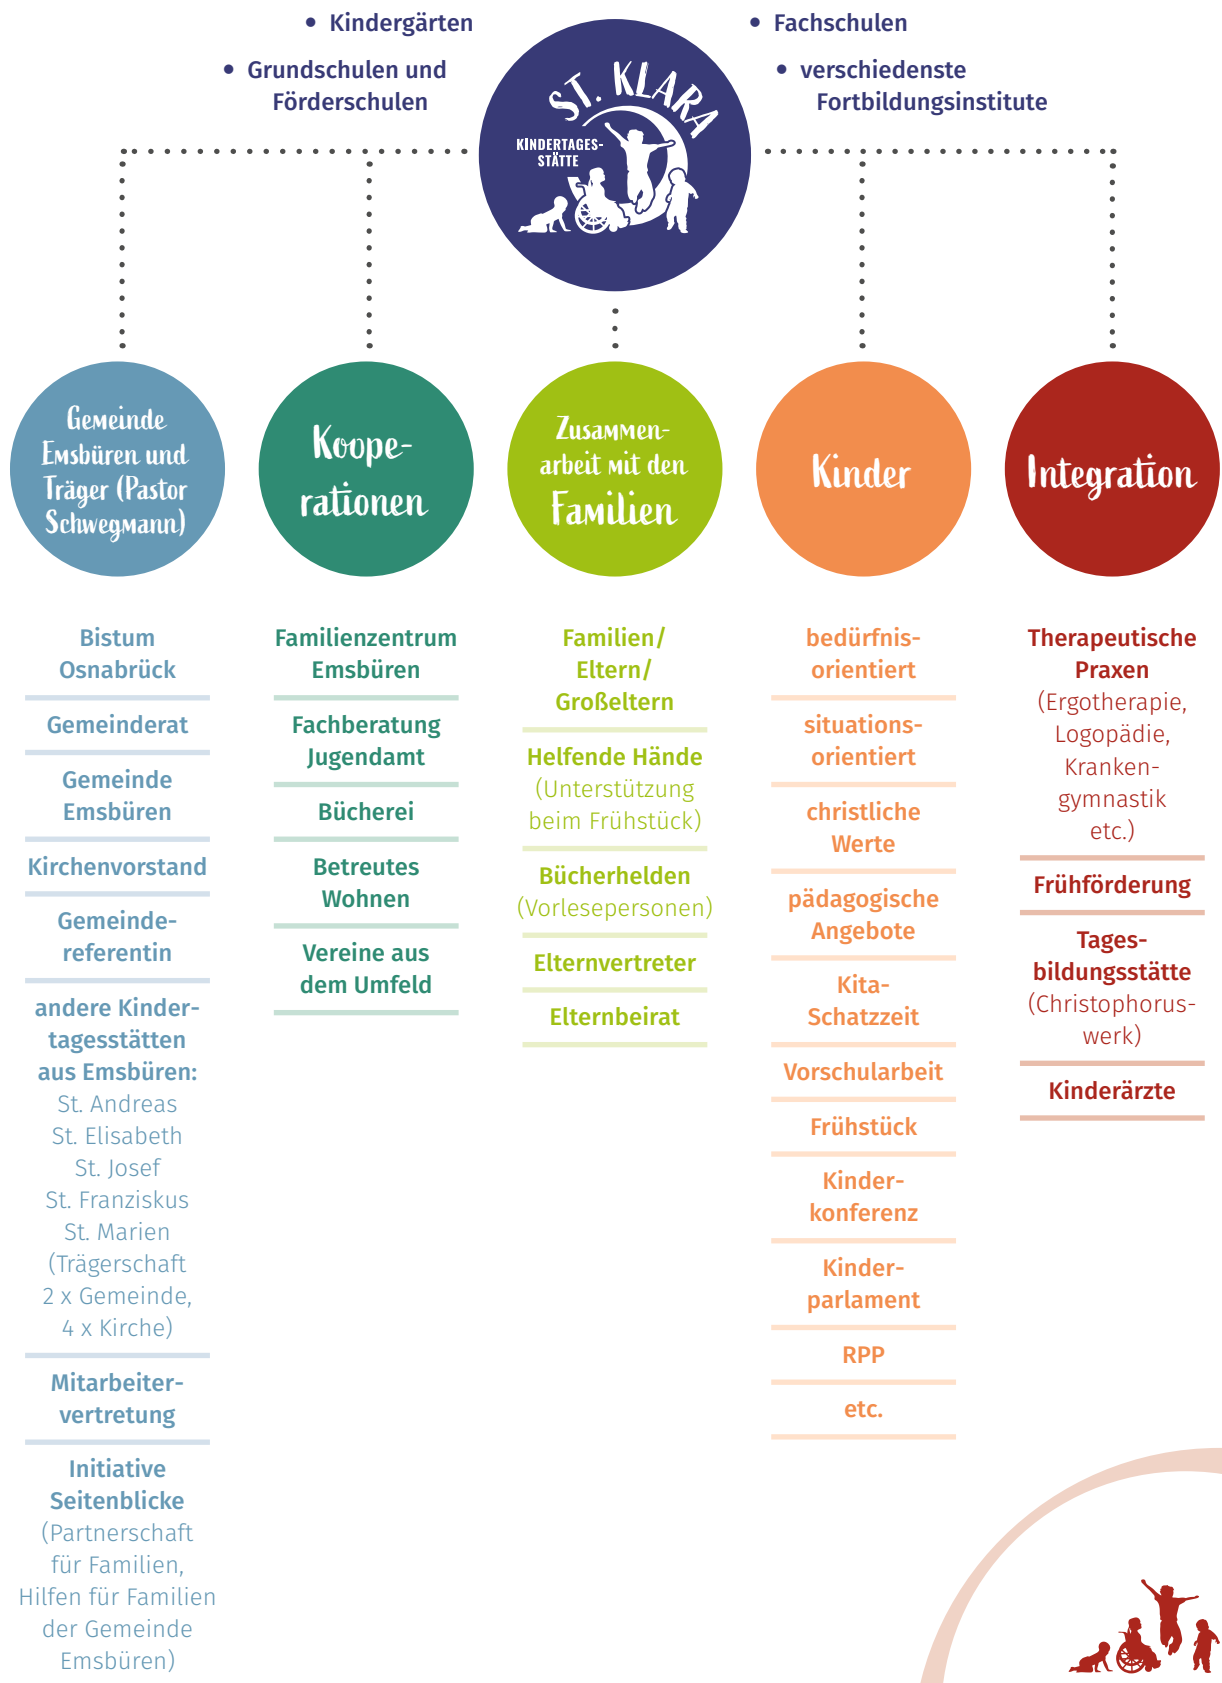 • Kindergärten
• Grundschulen und
Förderschulen
ST. KLARA
KINDERTAGES-
STÄTTE
• Fachschulen
• verschiedenste
Fortbildungsinstitute
Gemeinde
Emsbüren und
Träger (Pastor
Schwegmann)
Bistum
Osnabrück
Gemeinderat
Gemeinde
Emsbüren
Kirchenvorstand
Gemeinde-
referentin
andere Kinder-
tagesstätten
aus Emsbüren:
St. Andreas
St. Elisabeth
St. Josef
St. Franziskus
St. Marien
(Trägerschaft
2 x Gemeinde,
4 x Kirche)
Mitarbeiter-
vertretung
Initiative
Seitenblicke
(Partnerschaft
für Familien,
Hilfen für Familien
der Gemeinde
Emsbüren)
Koope-
rationen
Familienzentrum
Emsbüren
Fachberatung
Jugendamt
Bücherei
Betreutes
Wohnen
Vereine aus
dem Umfeld
Zusammen-
arbeit mit den
Familien
Familien/
Eltern/
Großeltern
Helfende Hände
(Unterstützung
beim Frühstück)
Bücherhelden
(Vorlesepersonen)
Elternvertreter
Elternbeirat
Kinder
bedürfnis-
orientiert
situations-
orientiert
christliche
Werte
pädagogische
Angebote
Kita-
Schatzzeit
Vorschularbeit
Frühstück
Kinder-
konferenz
Kinder-
parlament
RPP
etc.
Integration
Therapeutische
Praxen
(Ergotherapie,
Logopädie,
Kranken-
gymnastik
etc.)
Frühförderung
Tages-
bildungsstätte
(Christophorus-
werk)
Kinderärzte